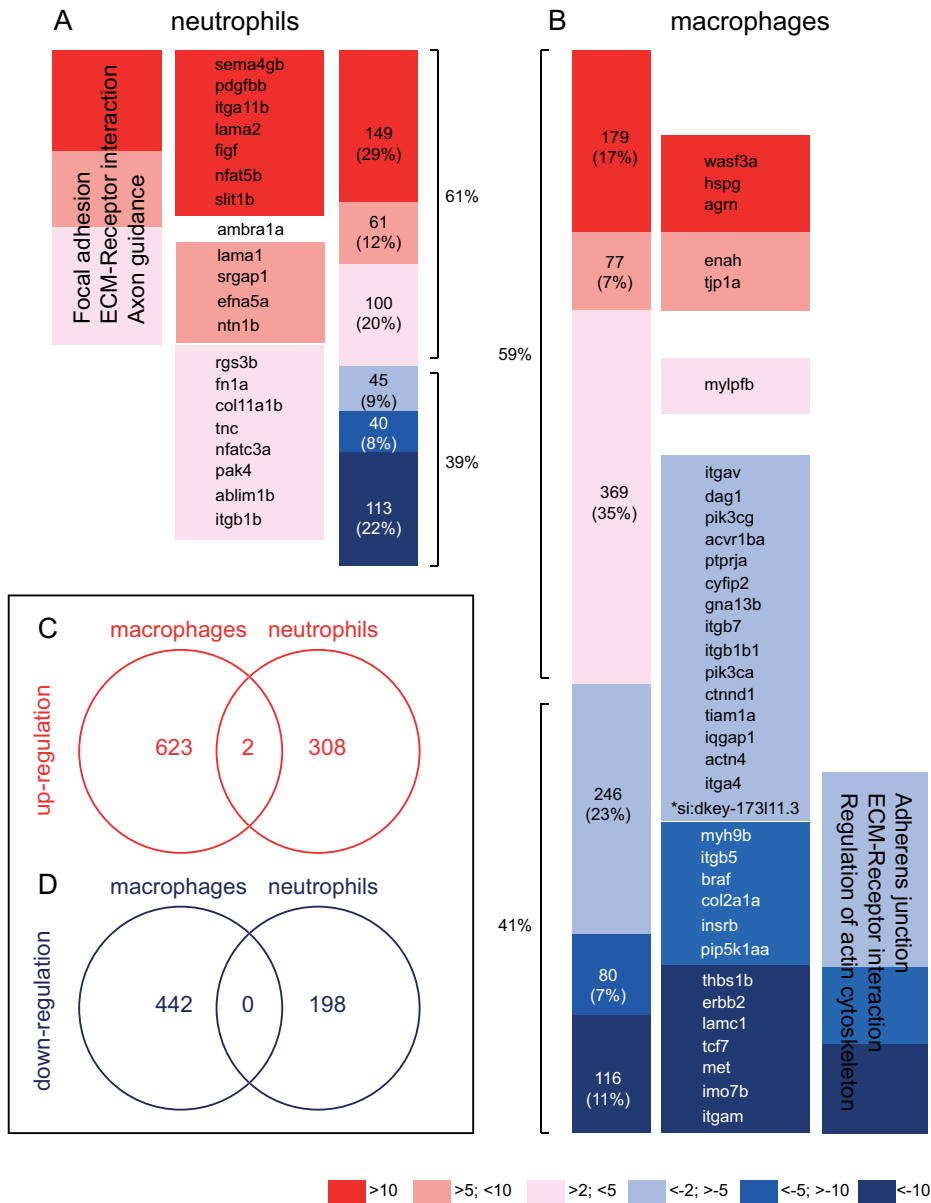 A
neutrophils
Focal adhesion
ECM-Receptor interaction
Axon guidance
sema4gb
pdgfbb
itga11b
lama2
figf
nfat5b
slit1b
ambra1a
lama1
srgap1
efna5a
ntn1b
rgs3b
fn1a
col11a1b
tnc
nfatc3a
pak4
ablim1b
itgb1b
149
(29%)
61
(12%)
100
(20%)
45
(9%)
40
(8%)
113
(22%)
61%
39%
B
macrophages
59%
41%
179
(17%)
77
(7%)
369
(35%)
246
(23%)
80
(7%)
116
(11%)
wasf3a
hspg
agrn
enah
tjp1a
mylpfb
itgav
dag1
pik3cg
acvr1ba
ptprja
cyfip2
gna13b
itgb7
itgb1b1
pik3ca
ctnnd1
tiam1a
iqgap1
actn4
itga4
*si:dkey-173l11.3
myh9b
itgb5
braf
col2a1a
insrb
pip5k1aa
thbs1b
erbb2
lamc1
tcf7
met
imo7b
itgam
Adherens junction
ECM-Receptor interaction
Regulation of actin cytoskeleton
C
macrophages neutrophils
up-regulation
623 2 308
D
macrophages neutrophils
down-regulation
442 0 198
>10 >5; <10 >2; <5 <-2; >-5 <-5; >-10 <-10